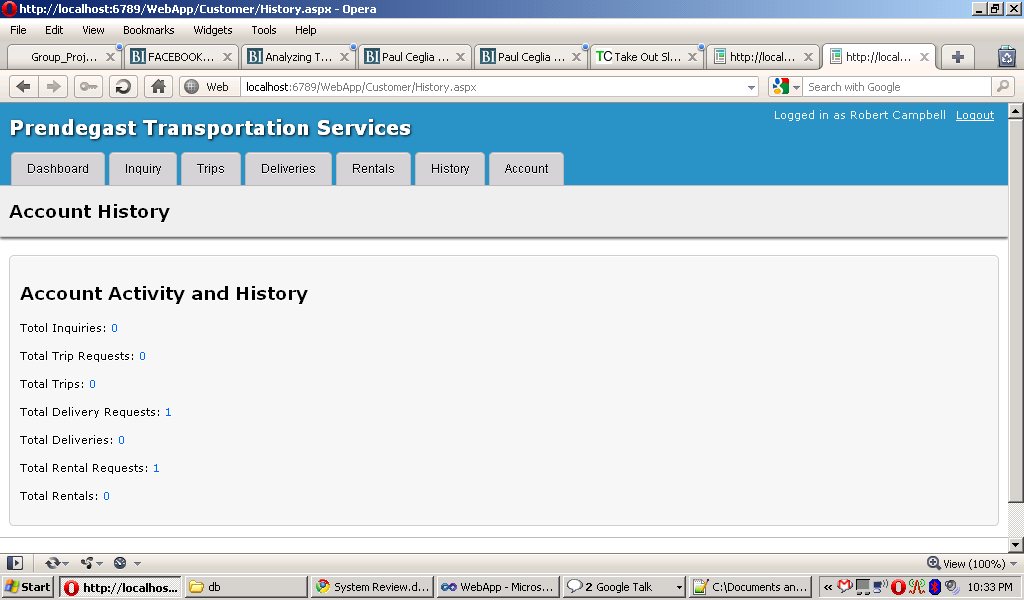 http://localhost:6789/WebApp/Customer/History.aspx - Opera
File Edit View Bookmarks Widgets Tools Help
Group_Proj... BI FACEBOOK... BI Analyzing T... BI Paul Ceglia ... BI Paul Ceglia ... TC Take Out Sl... http://local... http://local...
Web localhost:6789/WebApp/Customer/History.aspx Search with Google
Logged in as Robert Campbell Logout
Prendegast Transportation Services
Dashboard Inquiry Trips Deliveries Rentals History Account
Account History
Account Activity and History
Totol Inquiries: 0
Total Trip Requests: 0
Total Trips: 0
Total Delivery Requests: 1
Total Deliveries: 0
Total Rental Requests: 1
Total Rentals: 0
View (100%)
Start http://localhos... db System Review.d... WebApp - Micros... 2 Google Talk C:\Documents an... « 10:33 PM